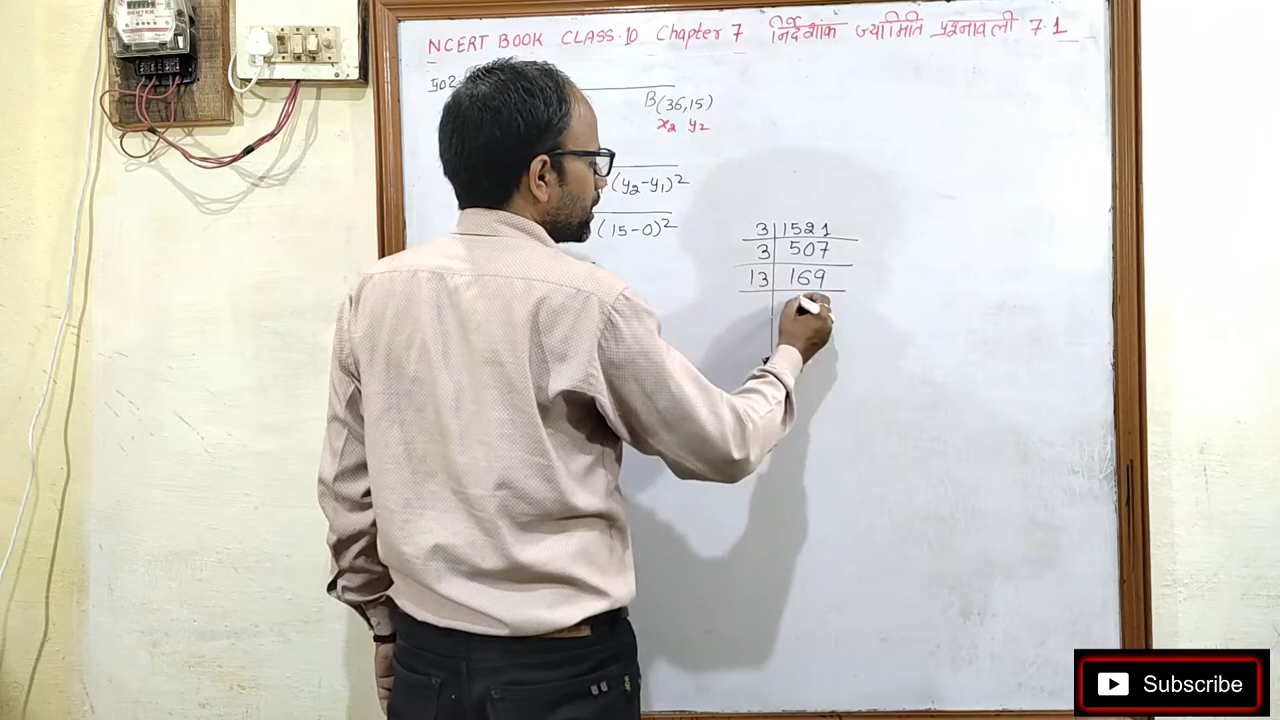 NCERT BOOK CLASS 10 Chapter 7 निर्देशांक ज्यामिति प्रश्नावली 7.1
प्र02
B(36,15)
x2 y2
(y2-y1)²
(15-0)²
3 | 1521
3 | 507
13 | 169
Subscribe